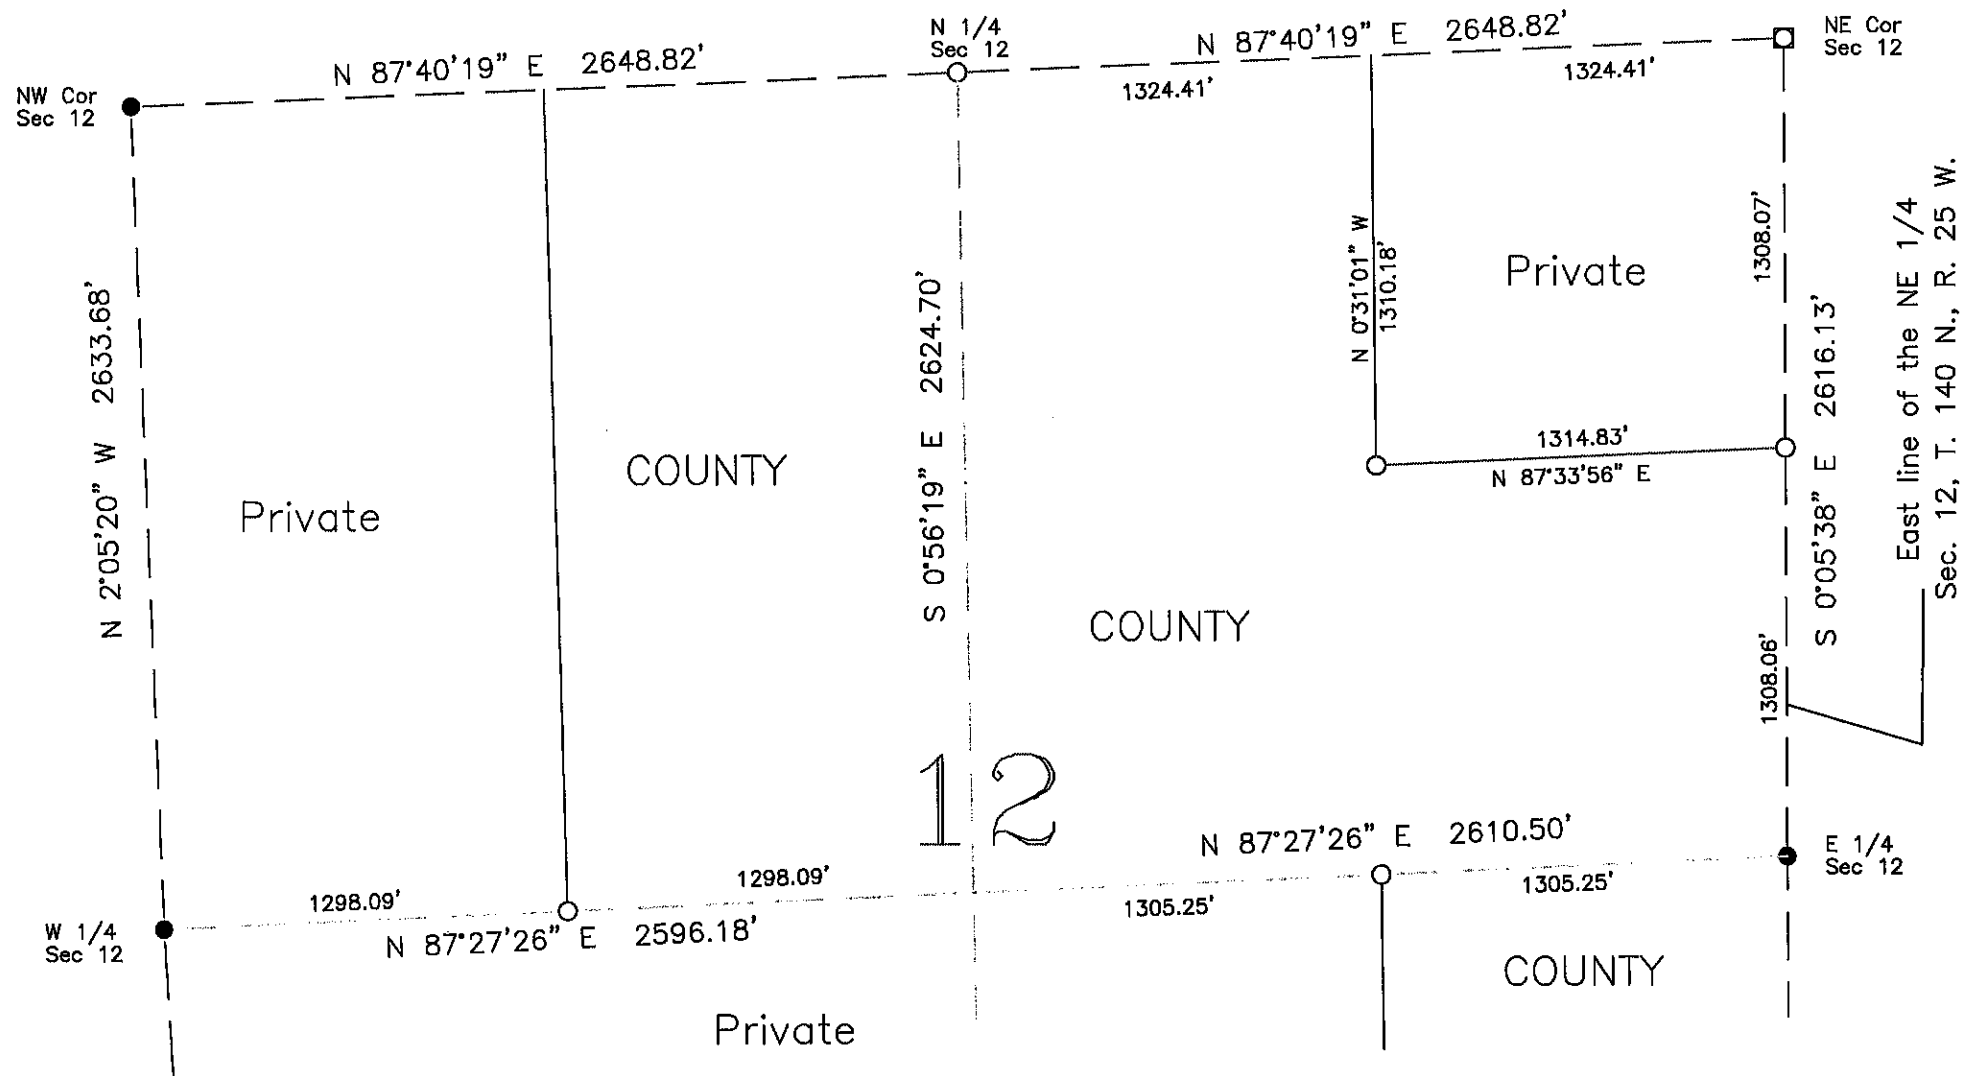 N 1/4
Sec 12
NE Cor
Sec 12
N 87°40'19" E 2648.82'
N 87°40'19" E 2648.82'
1324.41'
1324.41'
NW Cor
Sec 12
N 2°05'20" W 2633.68'
S 0°56'19" E 2624.70'
N 0°31'01" W
1310.18'
Private
1308.07'
S 0°05'38" E 2616.13'
East line of the NE 1/4
Sec. 12, T. 140 N., R. 25 W.
1314.83'
N 87°33'56" E
COUNTY
Private
COUNTY
1308.06'
12
N 87°27'26" E 2610.50'
E 1/4
Sec 12
1298.09'
1298.09'
1305.25'
1305.25'
W 1/4
Sec 12
N 87°27'26" E 2596.18'
COUNTY
Private